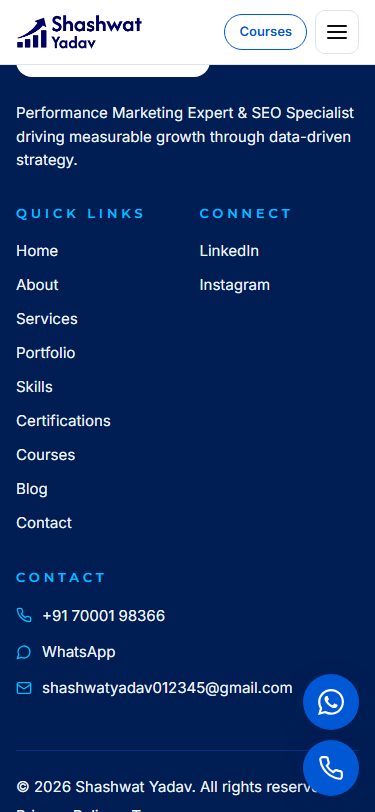 Shashwat
Yadav
Courses
Performance Marketing Expert & SEO Specialist
driving measurable growth through data-driven
strategy.
QUICK LINKS
Home
About
Services
Portfolio
Skills
Certifications
Courses
Blog
Contact
CONNECT
LinkedIn
Instagram
CONTACT
+91 70001 98366
WhatsApp
shashwatyadav012345@gmail.com
© 2026 Shashwat Yadav. All rights